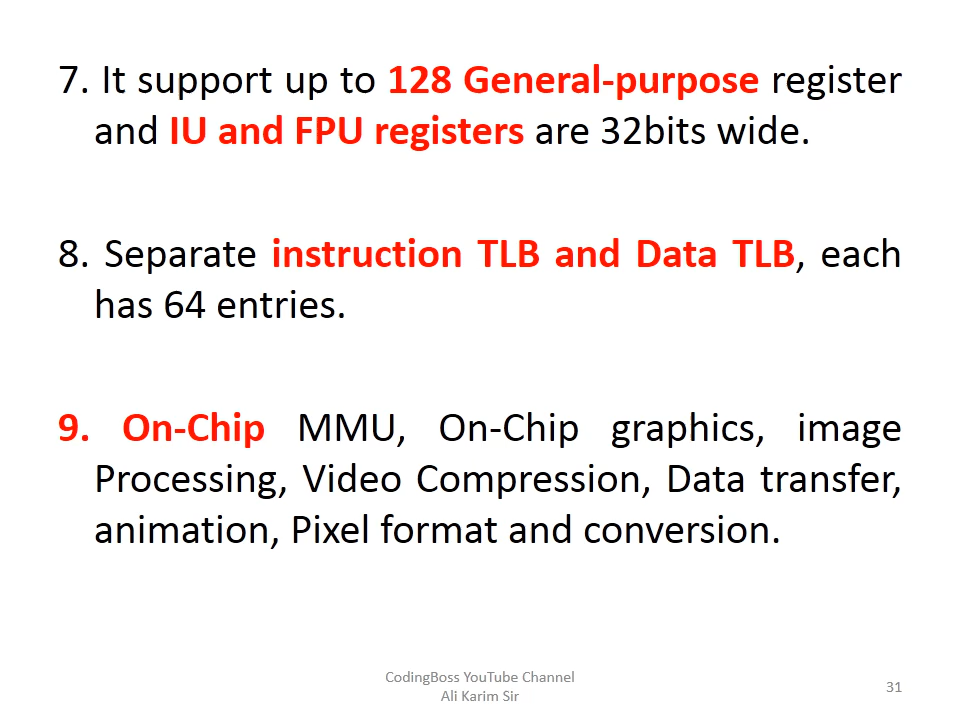 7. It support up to 128 General-purpose register
and IU and FPU registers are 32bits wide.
8. Separate instruction TLB and Data TLB, each
has 64 entries.
9. On-Chip MMU, On-Chip graphics, image
Processing, Video Compression, Data transfer,
animation, Pixel format and conversion.
CodingBoss YouTube Channel
Ali Karim Sir
31